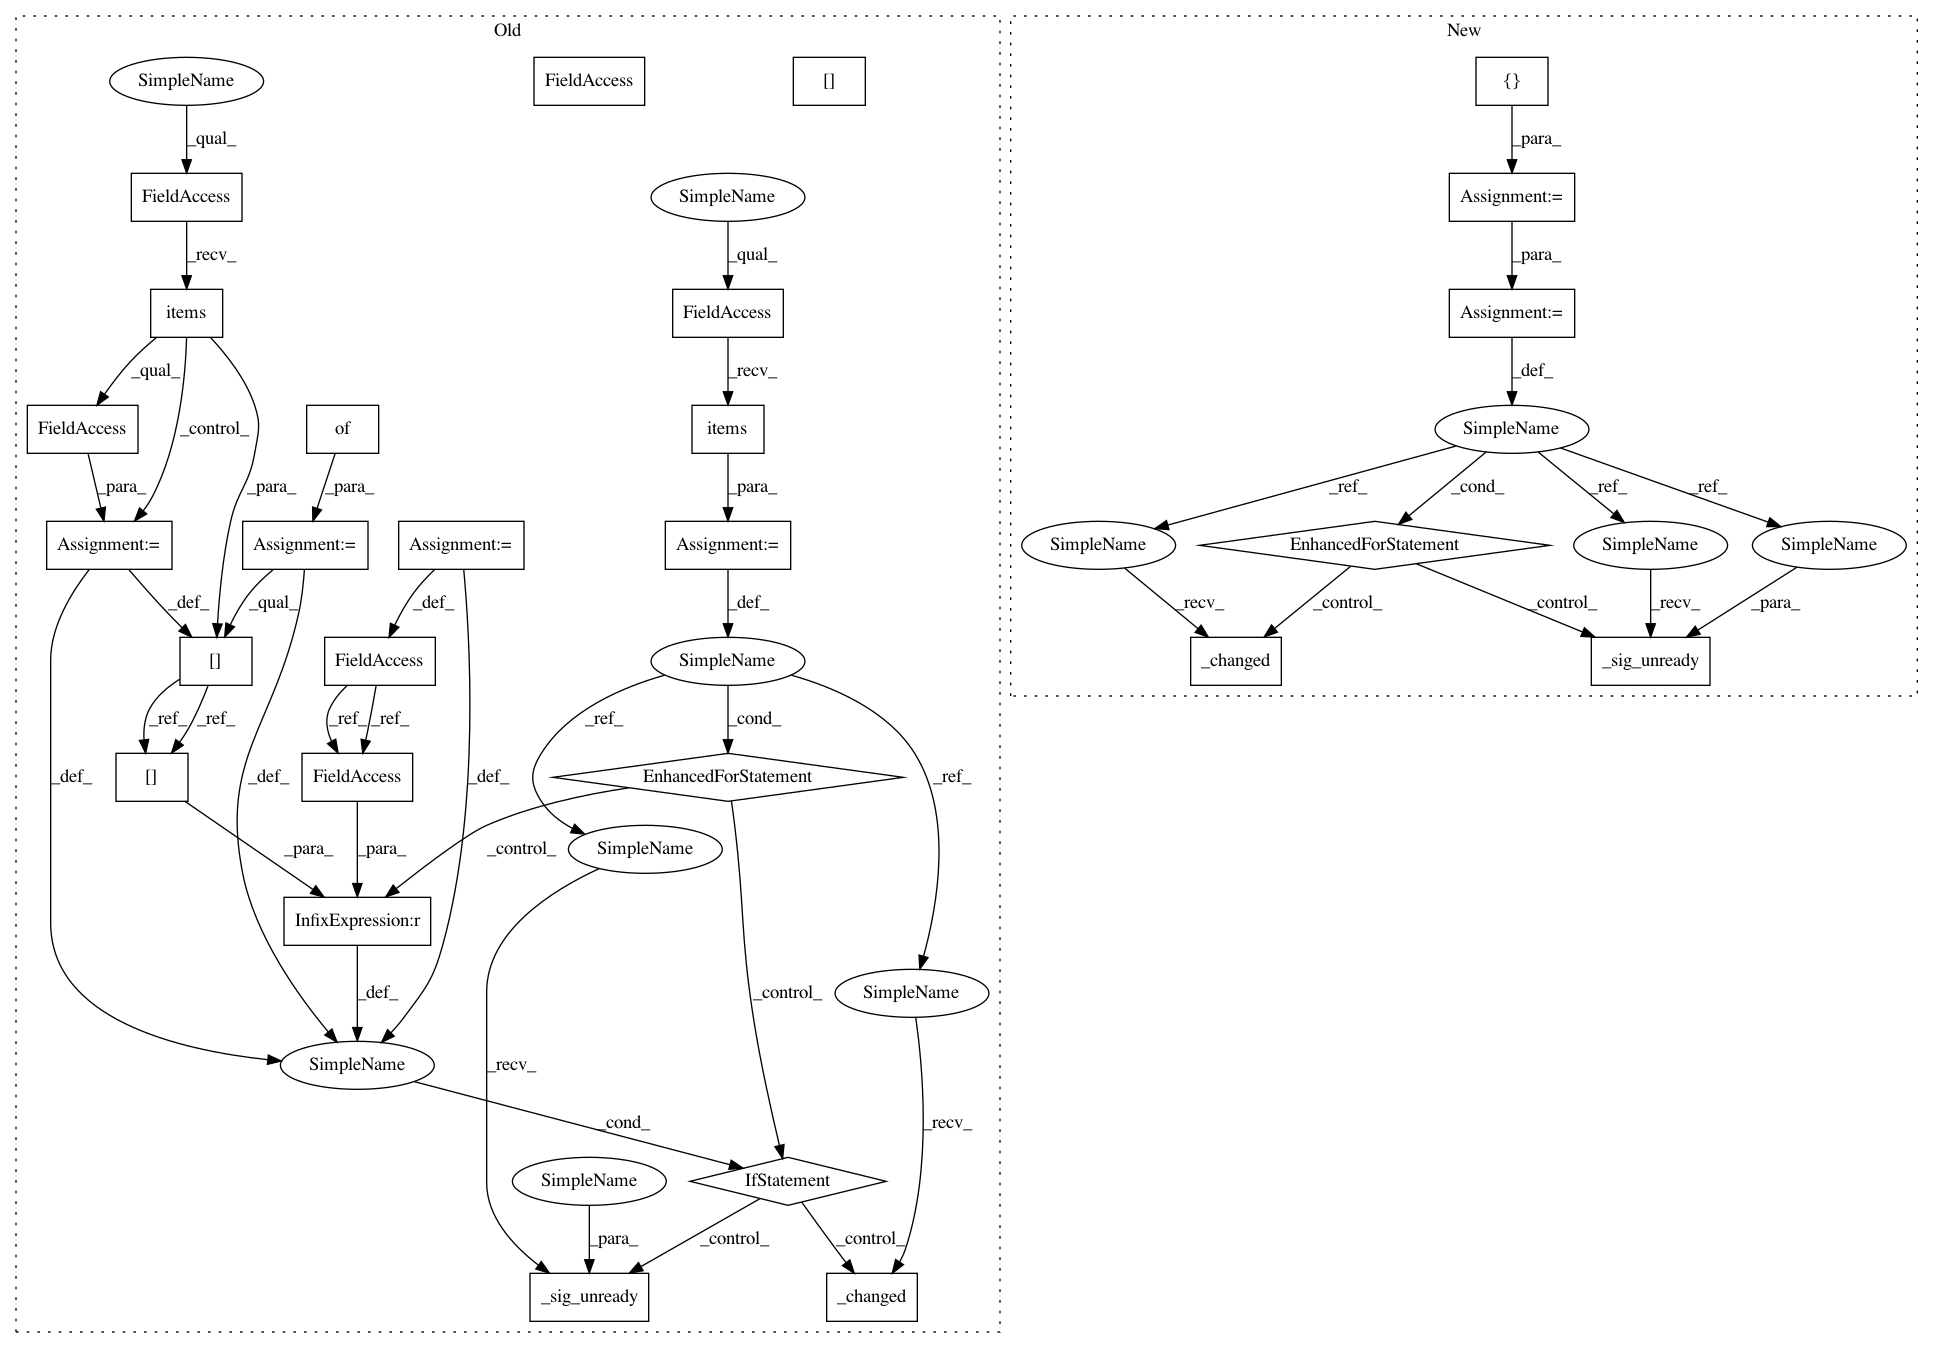 Old
New
SimpleName
FieldAccess
[]
{}
_qual_
_para_
FieldAccess
SimpleName
Assignment:=
_recv_
_qual_
_para_
items
FieldAccess
Assignment:=
_qual_
_control_
_recv_
_def_
FieldAccess
of
items
SimpleName
_para_
_para_
_para_
_para_
_ref_
_cond_
_ref_
_ref_
Assignment:=
Assignment:=
Assignment:=
Assignment:=
SimpleName
EnhancedForStatement
SimpleName
SimpleName
_def_
_qual_
_def_
_def_
_recv_
_control_
_control_
_recv_
_para_
[]
FieldAccess
SimpleName
_changed
_sig_unready
_ref_
_ref_
_ref_
_ref_
_ref_
_cond_
_def_
[]
_def_
FieldAccess
_def_
EnhancedForStatement
_ref_
_para_
_para_
_control_
SimpleName
InfixExpression:r
_def_
_control_
SimpleName
SimpleName
_recv_
_cond_
_recv_
SimpleName
IfStatement
_para_
_control_
_control_
_sig_unready
_changed